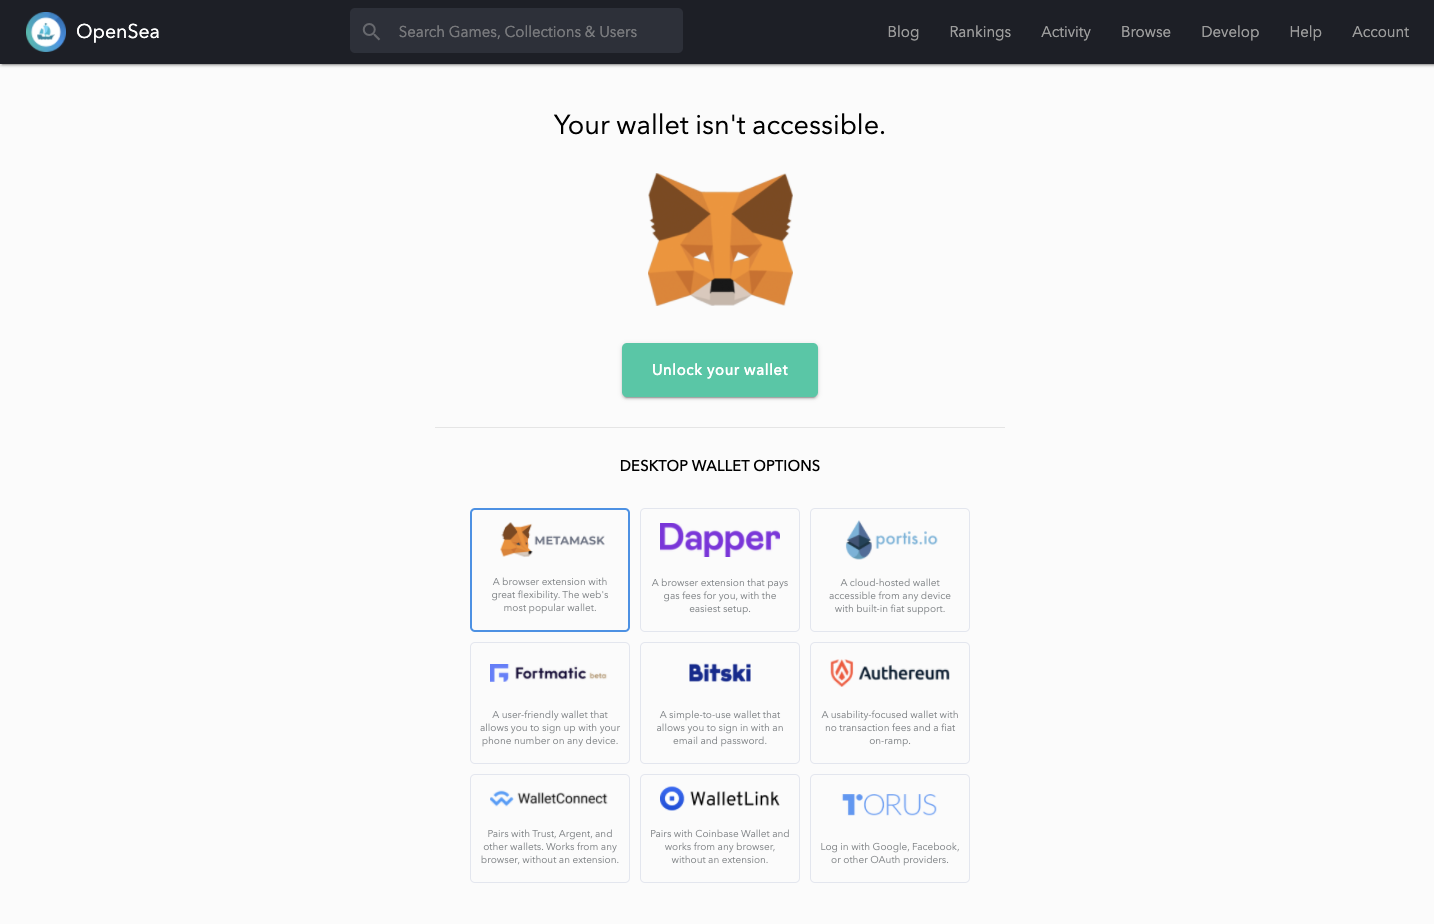 OpenSea
Search Games, Collections & Users
Blog
Rankings
Activity
Browse
Develop
Help
Account
Your wallet isn't accessible.
Unlock your wallet
DESKTOP WALLET OPTIONS
METAMASK
A browser extension with
great flexibility. The web's
most popular wallet.
Dapper
A browser extension that pays
gas fees for you, with the
easiest setup.
portis.io
A cloud-hosted wallet
accessible from any device
with built-in fiat support.
Fortmatic beta
A user-friendly wallet that
allows you to sign up with your
phone number on any device.
Bitski
A simple-to-use wallet that
allows you to sign in with an
email and password.
Authereum
A usability-focused wallet with
no transaction fees and a fiat
on-ramp.
WalletConnect
Pairs with Trust, Argent, and
other wallets. Works from any
browser, without an extension.
WalletLink
Pairs with Coinbase Wallet and
works from any browser,
without an extension.
TORUS
Log in with Google, Facebook,
or other OAuth providers.